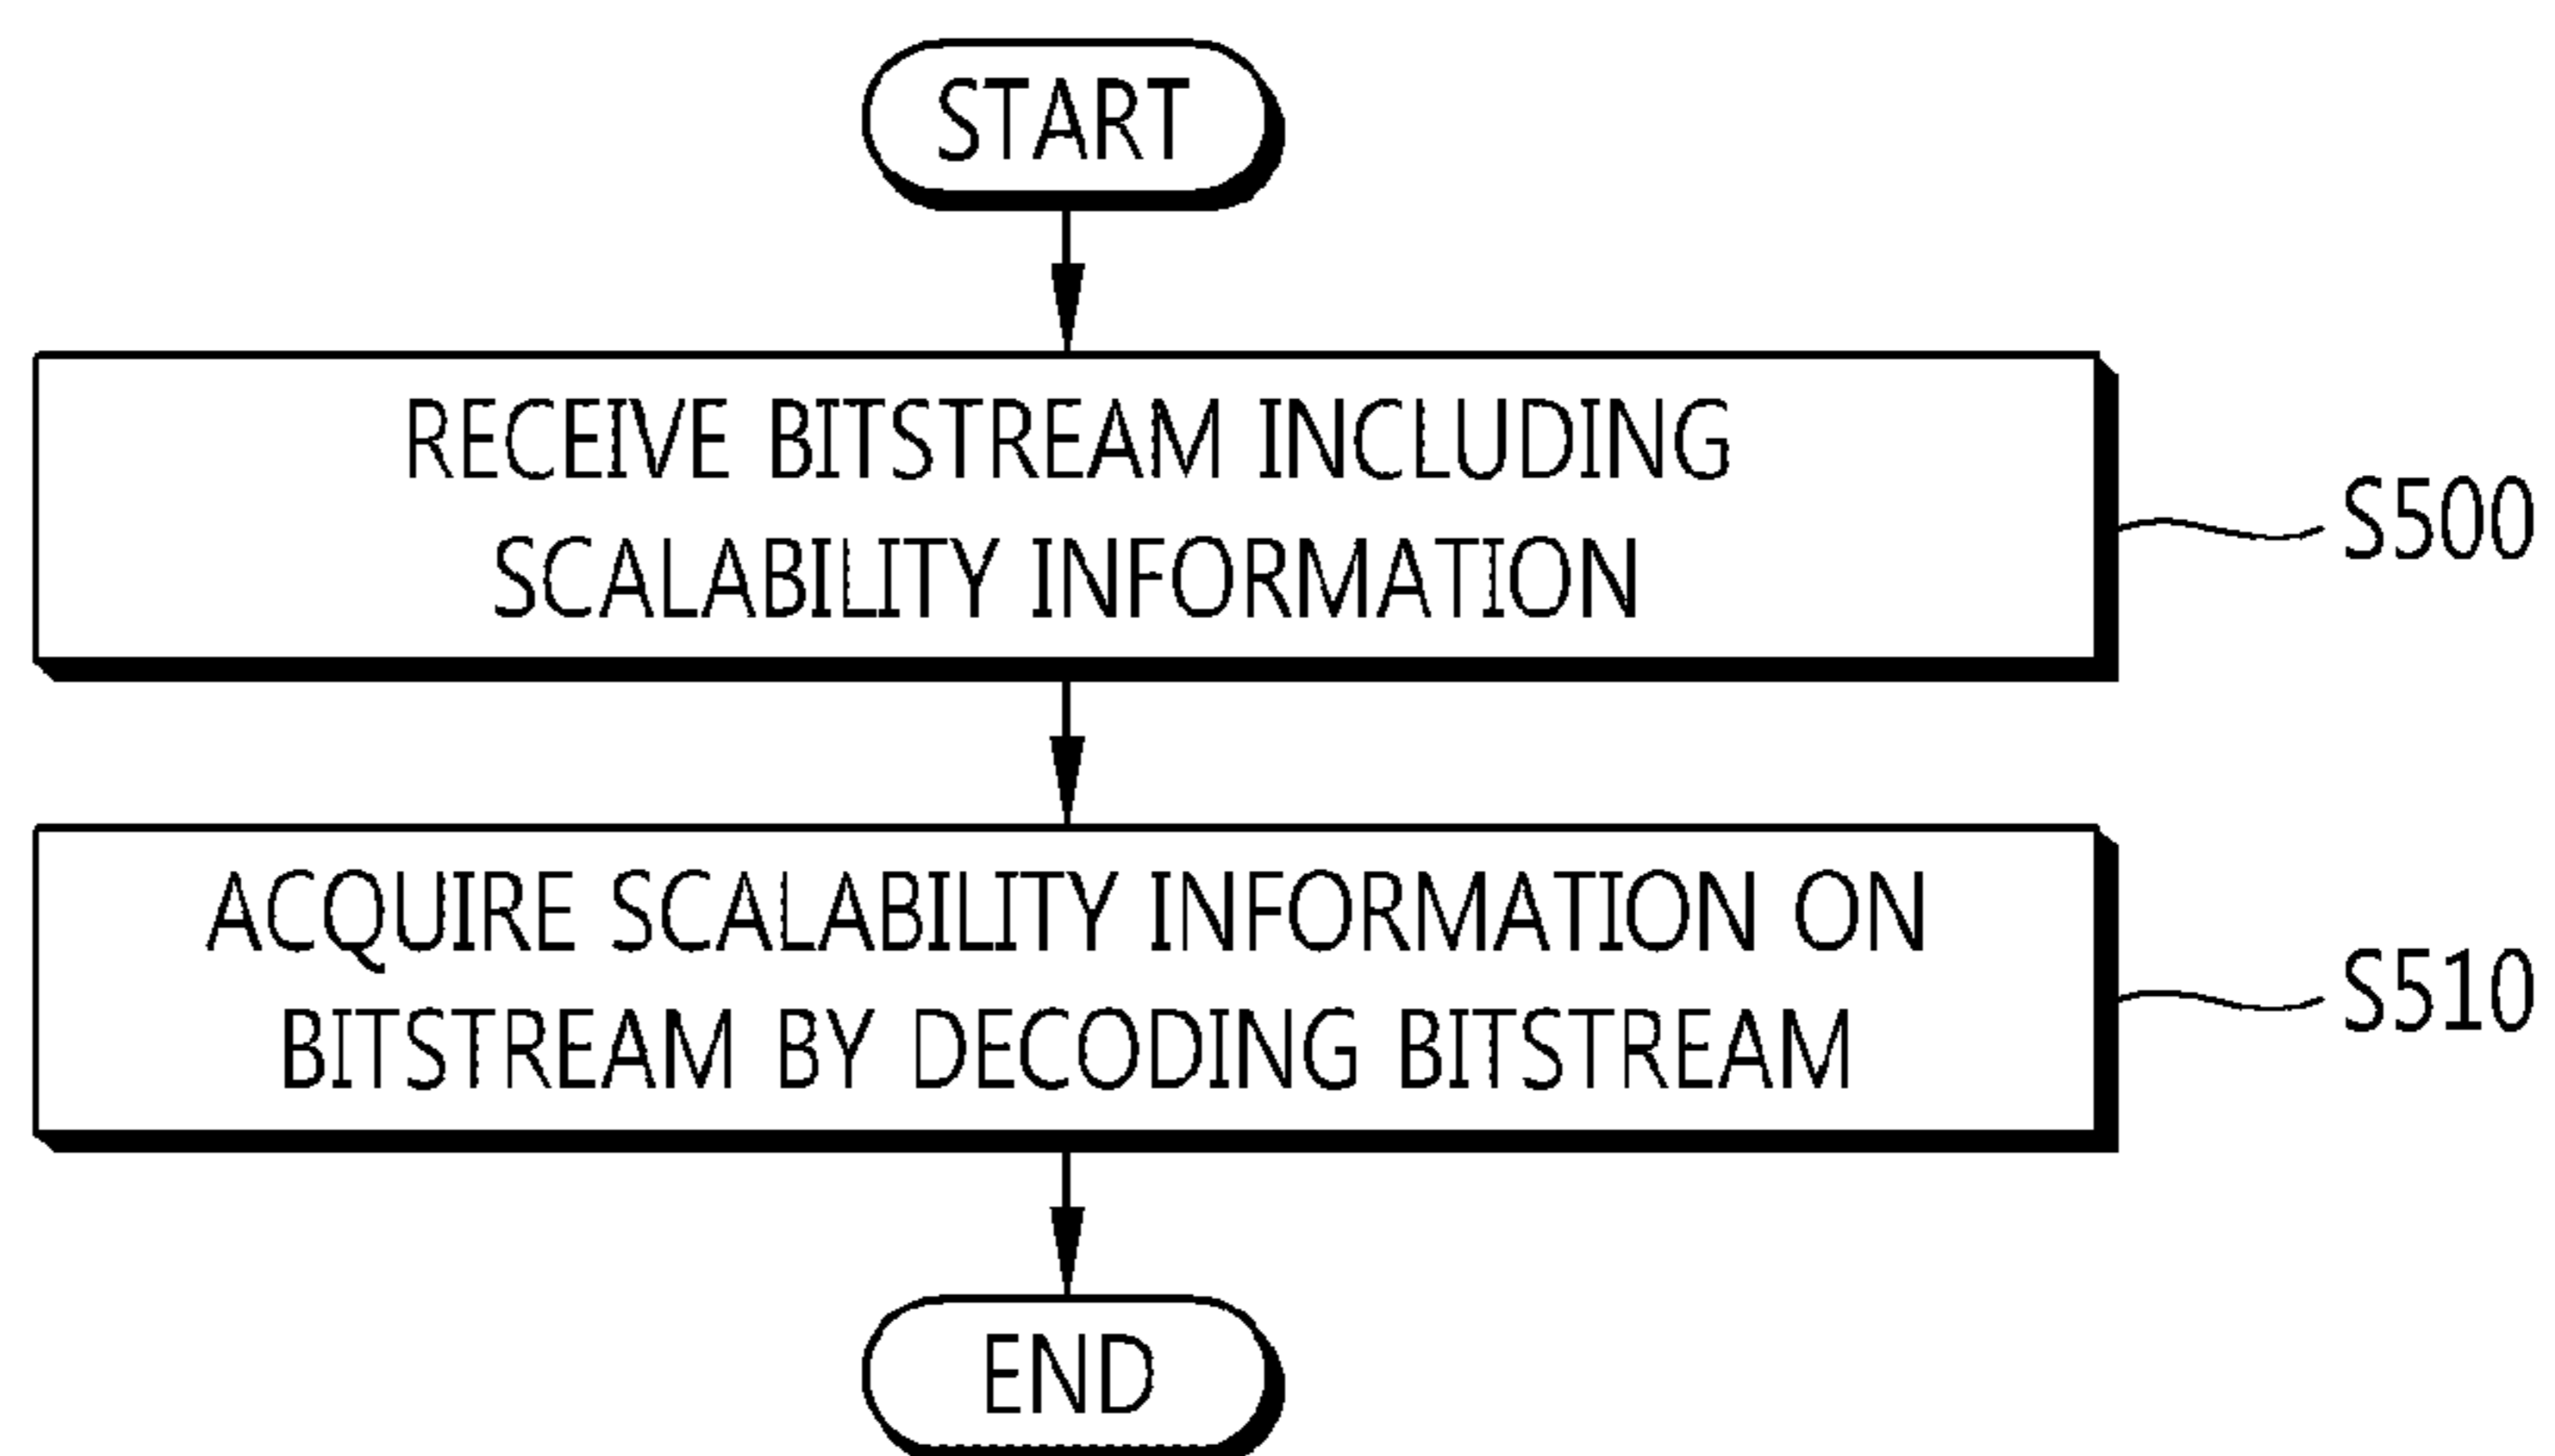 START
RECEIVE BITSTREAM INCLUDING
SCALABILITY INFORMATION
S500
ACQUIRE SCALABILITY INFORMATION ON
BITSTREAM BY DECODING BITSTREAM
S510
END